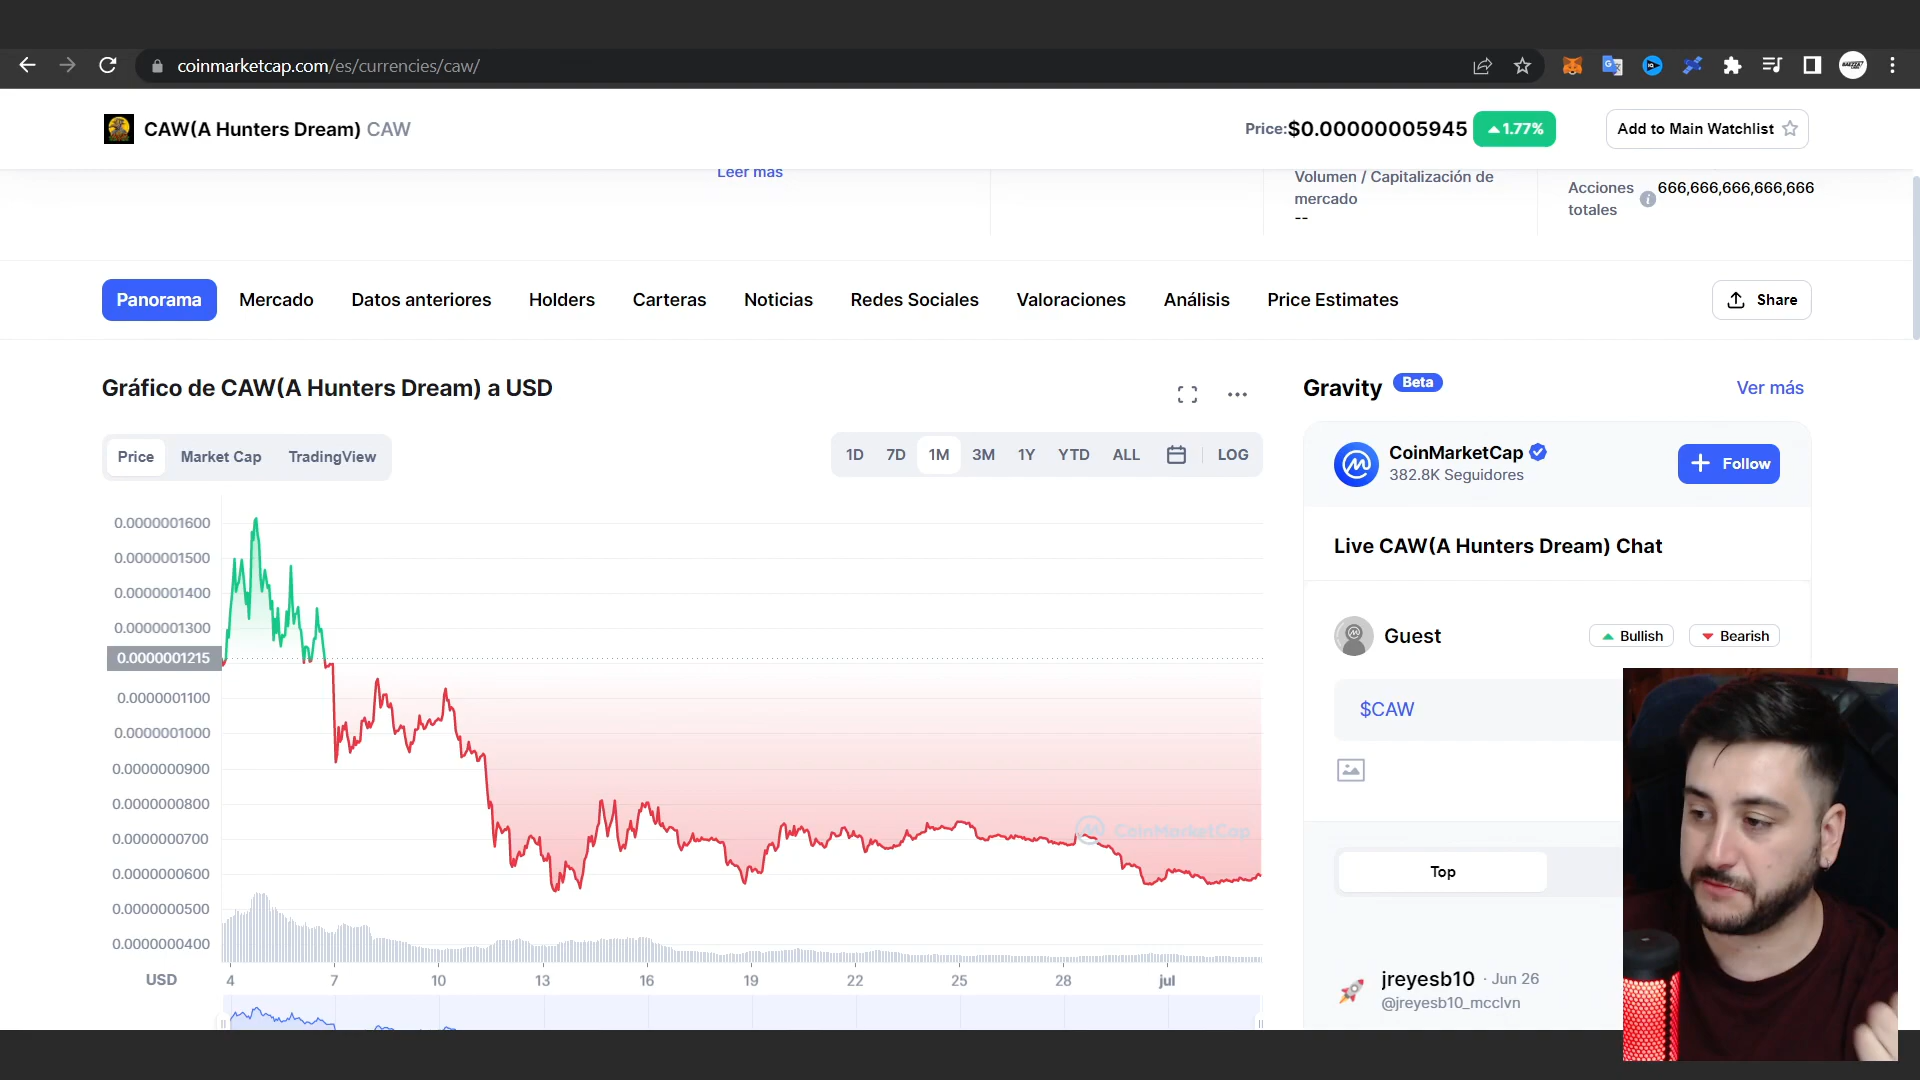 coinmarketcap.com/es/currencies/caw/
CAW(A Hunters Dream) CAW
Price:$0.00000005945
1.77%
Add to Main Watchlist
Leer más
Volumen / Capitalización de
mercado
--
Acciones
totales
666,666,666,666,666
Panorama
Mercado
Datos anteriores
Holders
Carteras
Noticias
Redes Sociales
Valoraciones
Análisis
Price Estimates
Share
Gráfico de CAW(A Hunters Dream) a USD
Price
Market Cap
TradingView
1D
7D
1M
3M
1Y
YTD
ALL
LOG
0.0000001600
0.0000001500
0.0000001400
0.0000001300
0.0000001215
0.0000001100
0.0000001000
0.0000000900
0.0000000800
0.0000000700
0.0000000600
0.0000000500
0.0000000400
CoinMarketCap
USD
4
7
10
13
16
19
22
25
28
jul
Gravity
Beta
Ver más
CoinMarketCap
382.8K Seguidores
Follow
Live CAW(A Hunters Dream) Chat
Guest
Bullish
Bearish
$CAW
Top
jreyesb10 · Jun 26
@jreyesb10_mcclvn